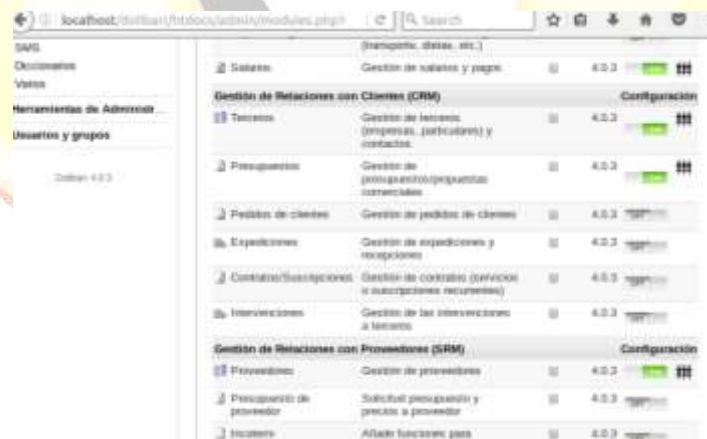 localhost/dolibarr/htdocs/admin/modules.php
Search
SMS
Diccionarios
Varios
Herramientas de Administr...
Usuarios y grupos
Dolibarr 4.0.3
(transporte, dietas, etc.)
Salarios Gestión de salarios y pagos 4.0.3
Gestión de Relaciones con Clientes (CRM) Configuración
Terceros Gestión de terceros 4.0.3
(empresas, particulares) y
contactos
Presupuestos Gestión de 4.0.3
presupuestos/propuestas
comerciales
Pedidos de clientes Gestión de pedidos de clientes 4.0.3
Expediciones Gestión de expediciones y 4.0.3
recepciones
Contratos/Suscripciones Gestión de contratos (servicios 4.0.3
o suscripciones recurrentes)
Intervenciones Gestión de las intervenciones 4.0.3
a terceros
Gestión de Relaciones con Proveedores (SRM) Configuración
Proveedores Gestión de proveedores 4.0.3
Presupuesto de Solicitud presupuesto y 4.0.3
proveedor precios a proveedor
Incoterm Añade funciones para 4.0.3